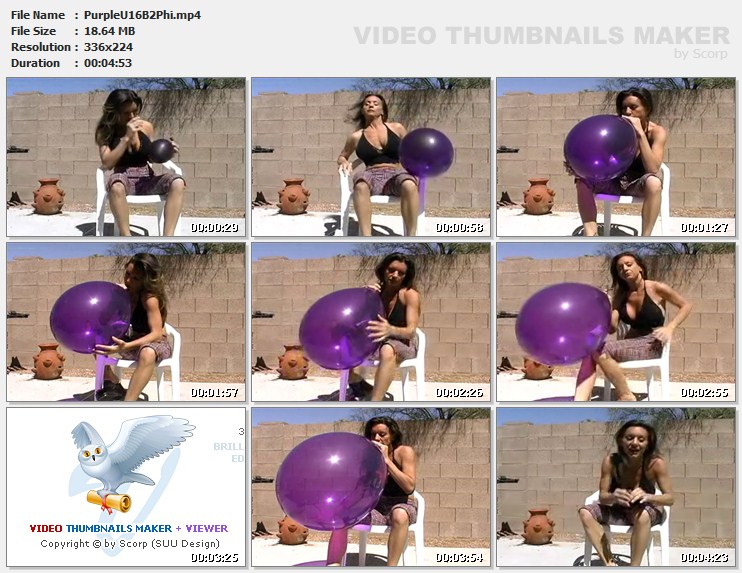 File Name : PurpleU16B2Phi.mp4
File Size : 18.64 MB
Resolution : 336x224
Duration : 00:04:53
VIDEO THUMBNAILS MAKER
by Scorp
00:00:29
00:00:58
00:01:27
00:01:57
00:02:26
00:02:55
3
BRILL
ED
VIDEO THUMBNAILS MAKER + VIEWER
Copyright © by Scorp (SUU Design)
00:03:25
00:03:54
00:04:23